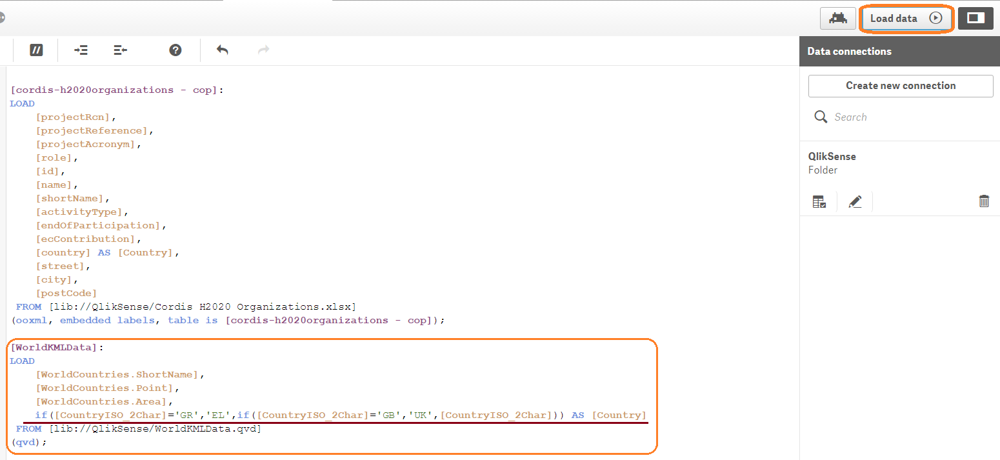 Load data
//
?
Data connections
Create new connection
Search
QlikSense
Folder
[cordis-h2020organizations - cop]:
LOAD
[projectRcn],
[projectReference],
[projectAcronym],
[role],
[id],
[name],
[shortName],
[activityType],
[endOfParticipation],
[ecContribution],
[country] AS [Country],
[street],
[city],
[postCode]
FROM [lib://QlikSense/Cordis H2020 Organizations.xlsx]
(ooxml, embedded labels, table is [cordis-h2020organizations - cop]);
[WorldKMLData]:
LOAD
[WorldCountries.ShortName],
[WorldCountries.Point],
[WorldCountries.Area],
if([CountryISO_2Char]='GR','EL',if([CountryISO_2Char]='GB','UK',[CountryISO_2Char])) AS [Country]
FROM [lib://QlikSense/WorldKMLData.qvd]
(qvd);